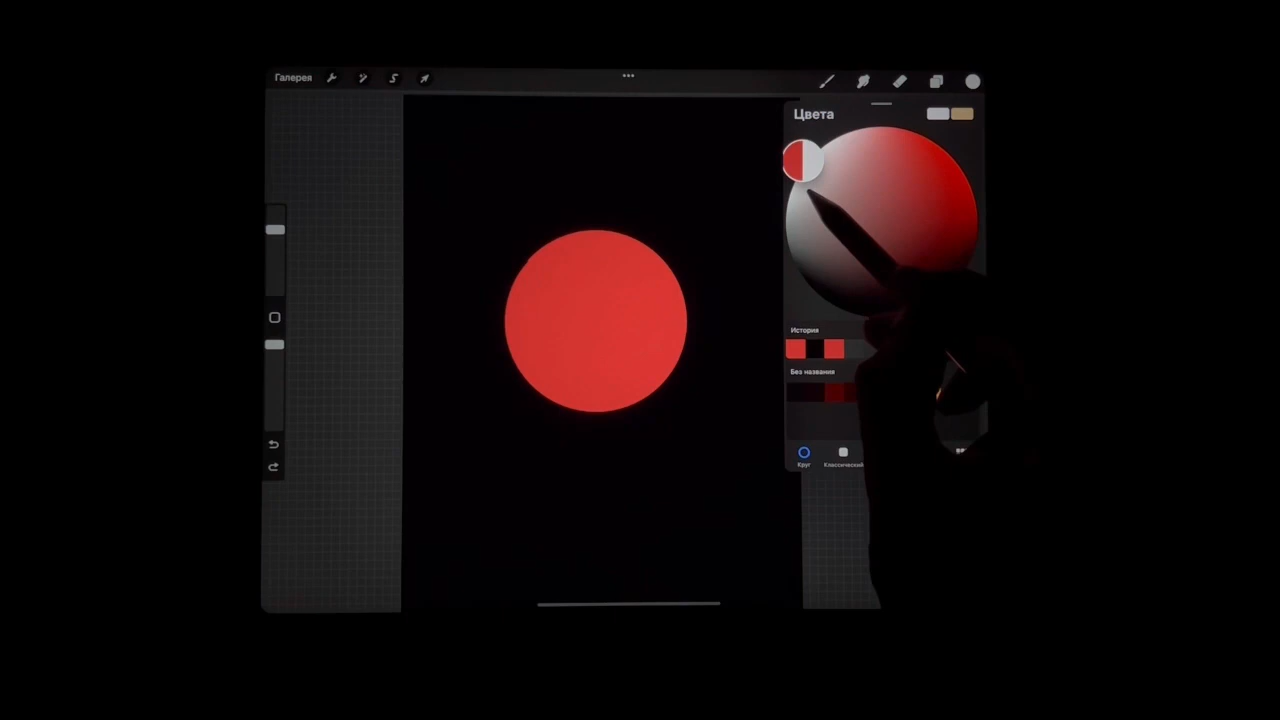 Галерея
Цвета
История
Без названия
Круг
Классический